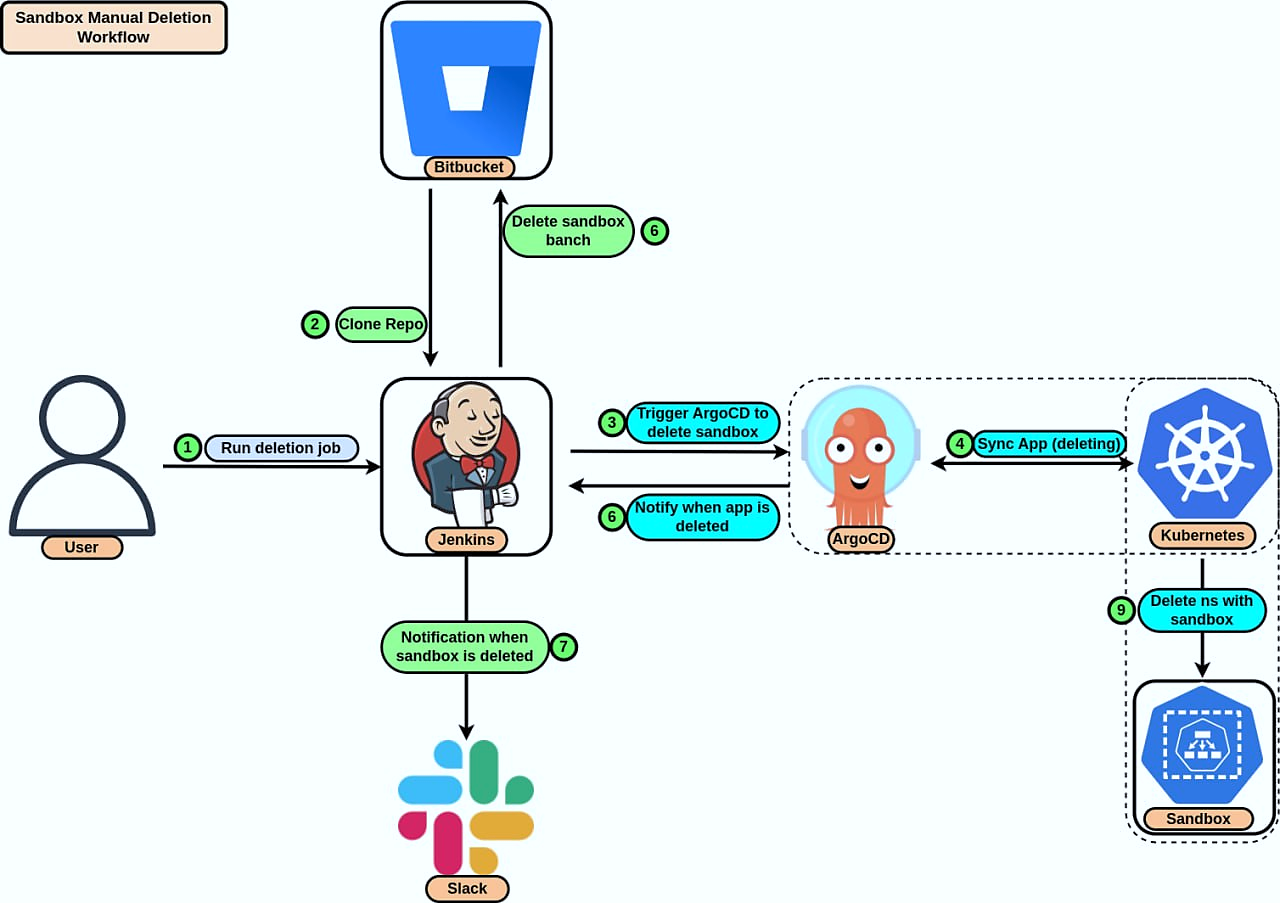 Sandbox Manual Deletion
Workflow
Bitbucket
Delete sandbox
banch
6
2
Clone Repo
1
Run deletion job
User
Jenkins
3
Trigger ArgoCD to
delete sandbox
6
Notify when app is
deleted
ArgoCD
4
Sync App (deleting)
Kubernetes
9
Delete ns with
sandbox
Sandbox
Notification when
sandbox is deleted
7
Slack